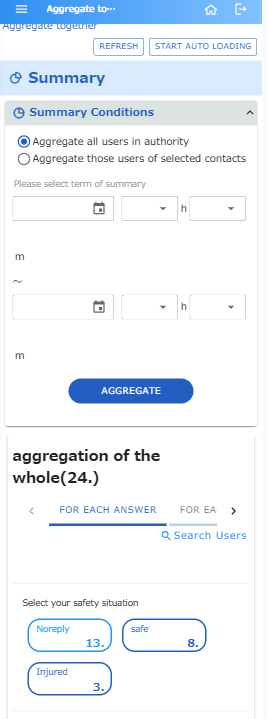 Aggregate to···
Aggregate together
REFRESH
START AUTO LOADING
Summary
Summary Conditions
Aggregate all users in authority
Aggregate those users of selected contacts
Please select term of summary
h
m
～
h
m
AGGREGATE
aggregation of the
whole(24.)
FOR EACH ANSWER
FOR EA
Search Users
Select your safety situation
Noreply
13.
safe
8.
Injured
3.